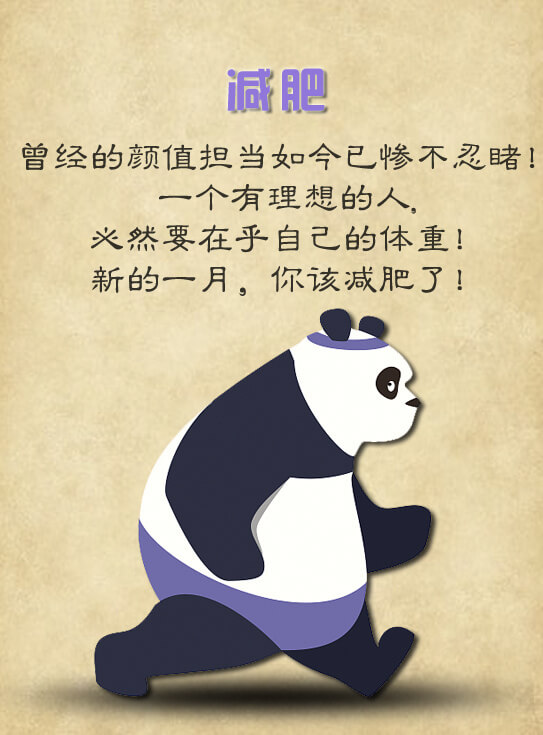 减肥
曾经的颜值担当如今已惨不忍睹!
一个有理想的人,
必然要在乎自己的体重!
新的一月，你该减肥了!